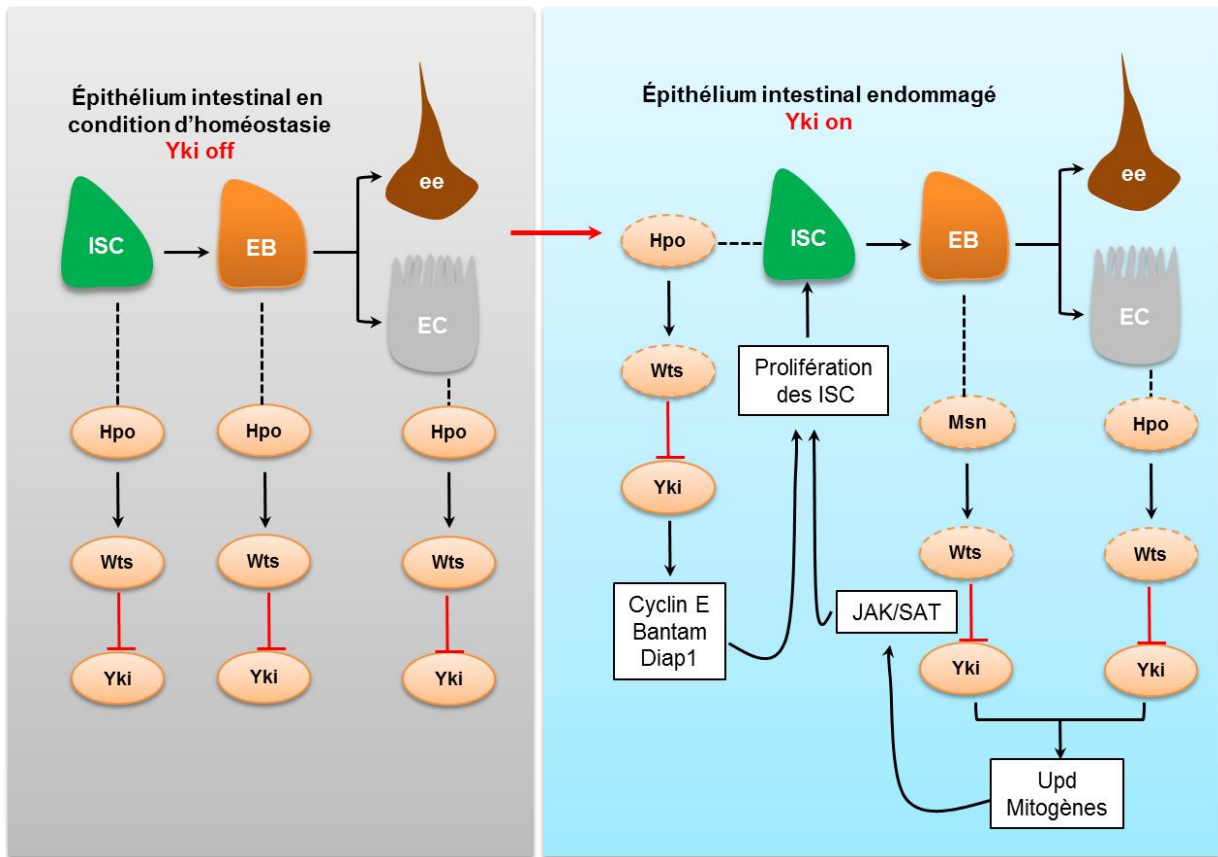 Épithélium intestinal en
condition d'homéostasie
Yki off
ISC
EB
ee
EC
Hpo
Hpo
Hpo
Wts
Wts
Wts
Yki
Yki
Yki
Épithélium intestinal endommagé
Yki on
Hpo
ISC
EB
ee
EC
Wts
Prolifération
des ISC
Msn
Hpo
Yki
Wts
Wts
Cyclin E
Bantam
Diap1
JAK/SAT
Yki
Yki
Upd
Mitogènes